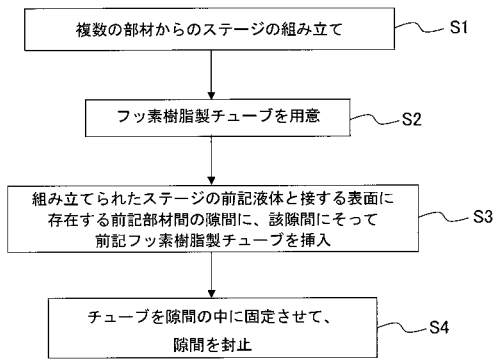 複数の部材からのステージの組み立て
S1
フッ素樹脂製チューブを用意
S2
組み立てられたステージの前記液体と接する表面に
存在する前記部材間の隙間に、該隙間にそって
前記フッ素樹脂製チューブを挿入
S3
チューブを隙間の中に固定させて、
隙間を封止
S4